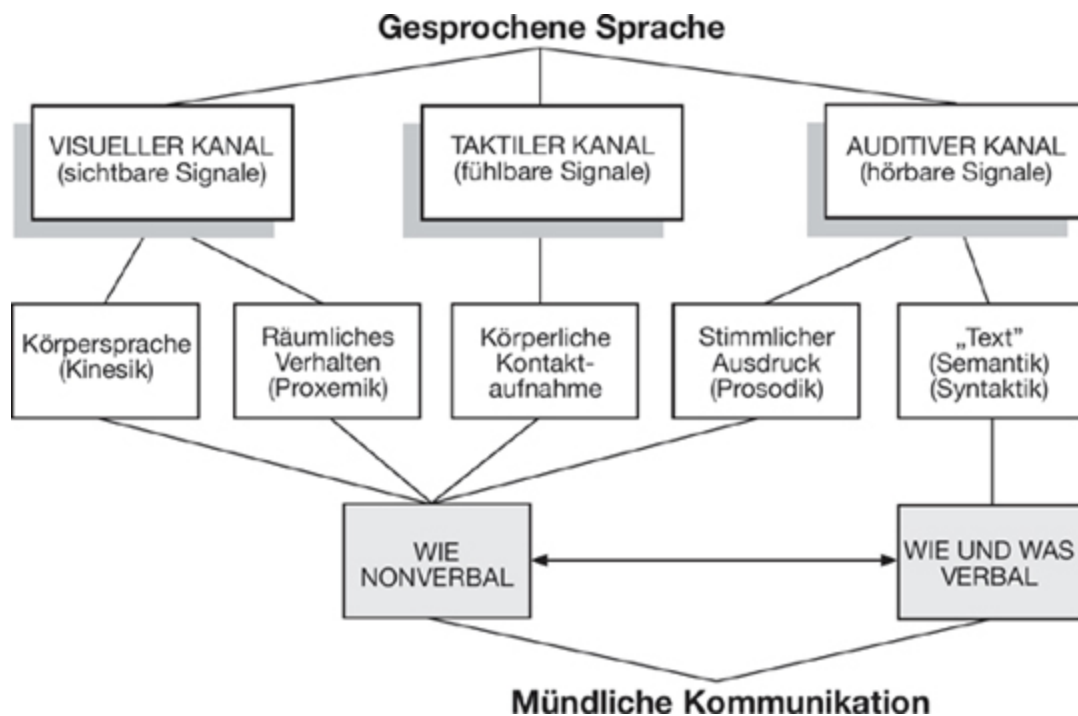 Gesprochene Sprache
VISUELLER KANAL
(sichtbare Signale)
TAKTILER KANAL
(fühlbare Signale)
AUDITIVER KANAL
(hörbare Signale)
Körpersprache
(Kinesik)
Räumliches
Verhalten
(Proxemik)
Körperliche
Kontakt-
aufnahme
Stimmlicher
Ausdruck
(Prosodik)
„Text”
(Semantik)
(Syntaktik)
WIE
NONVERBAL
WIE UND WAS
VERBAL
Mündliche Kommunikation